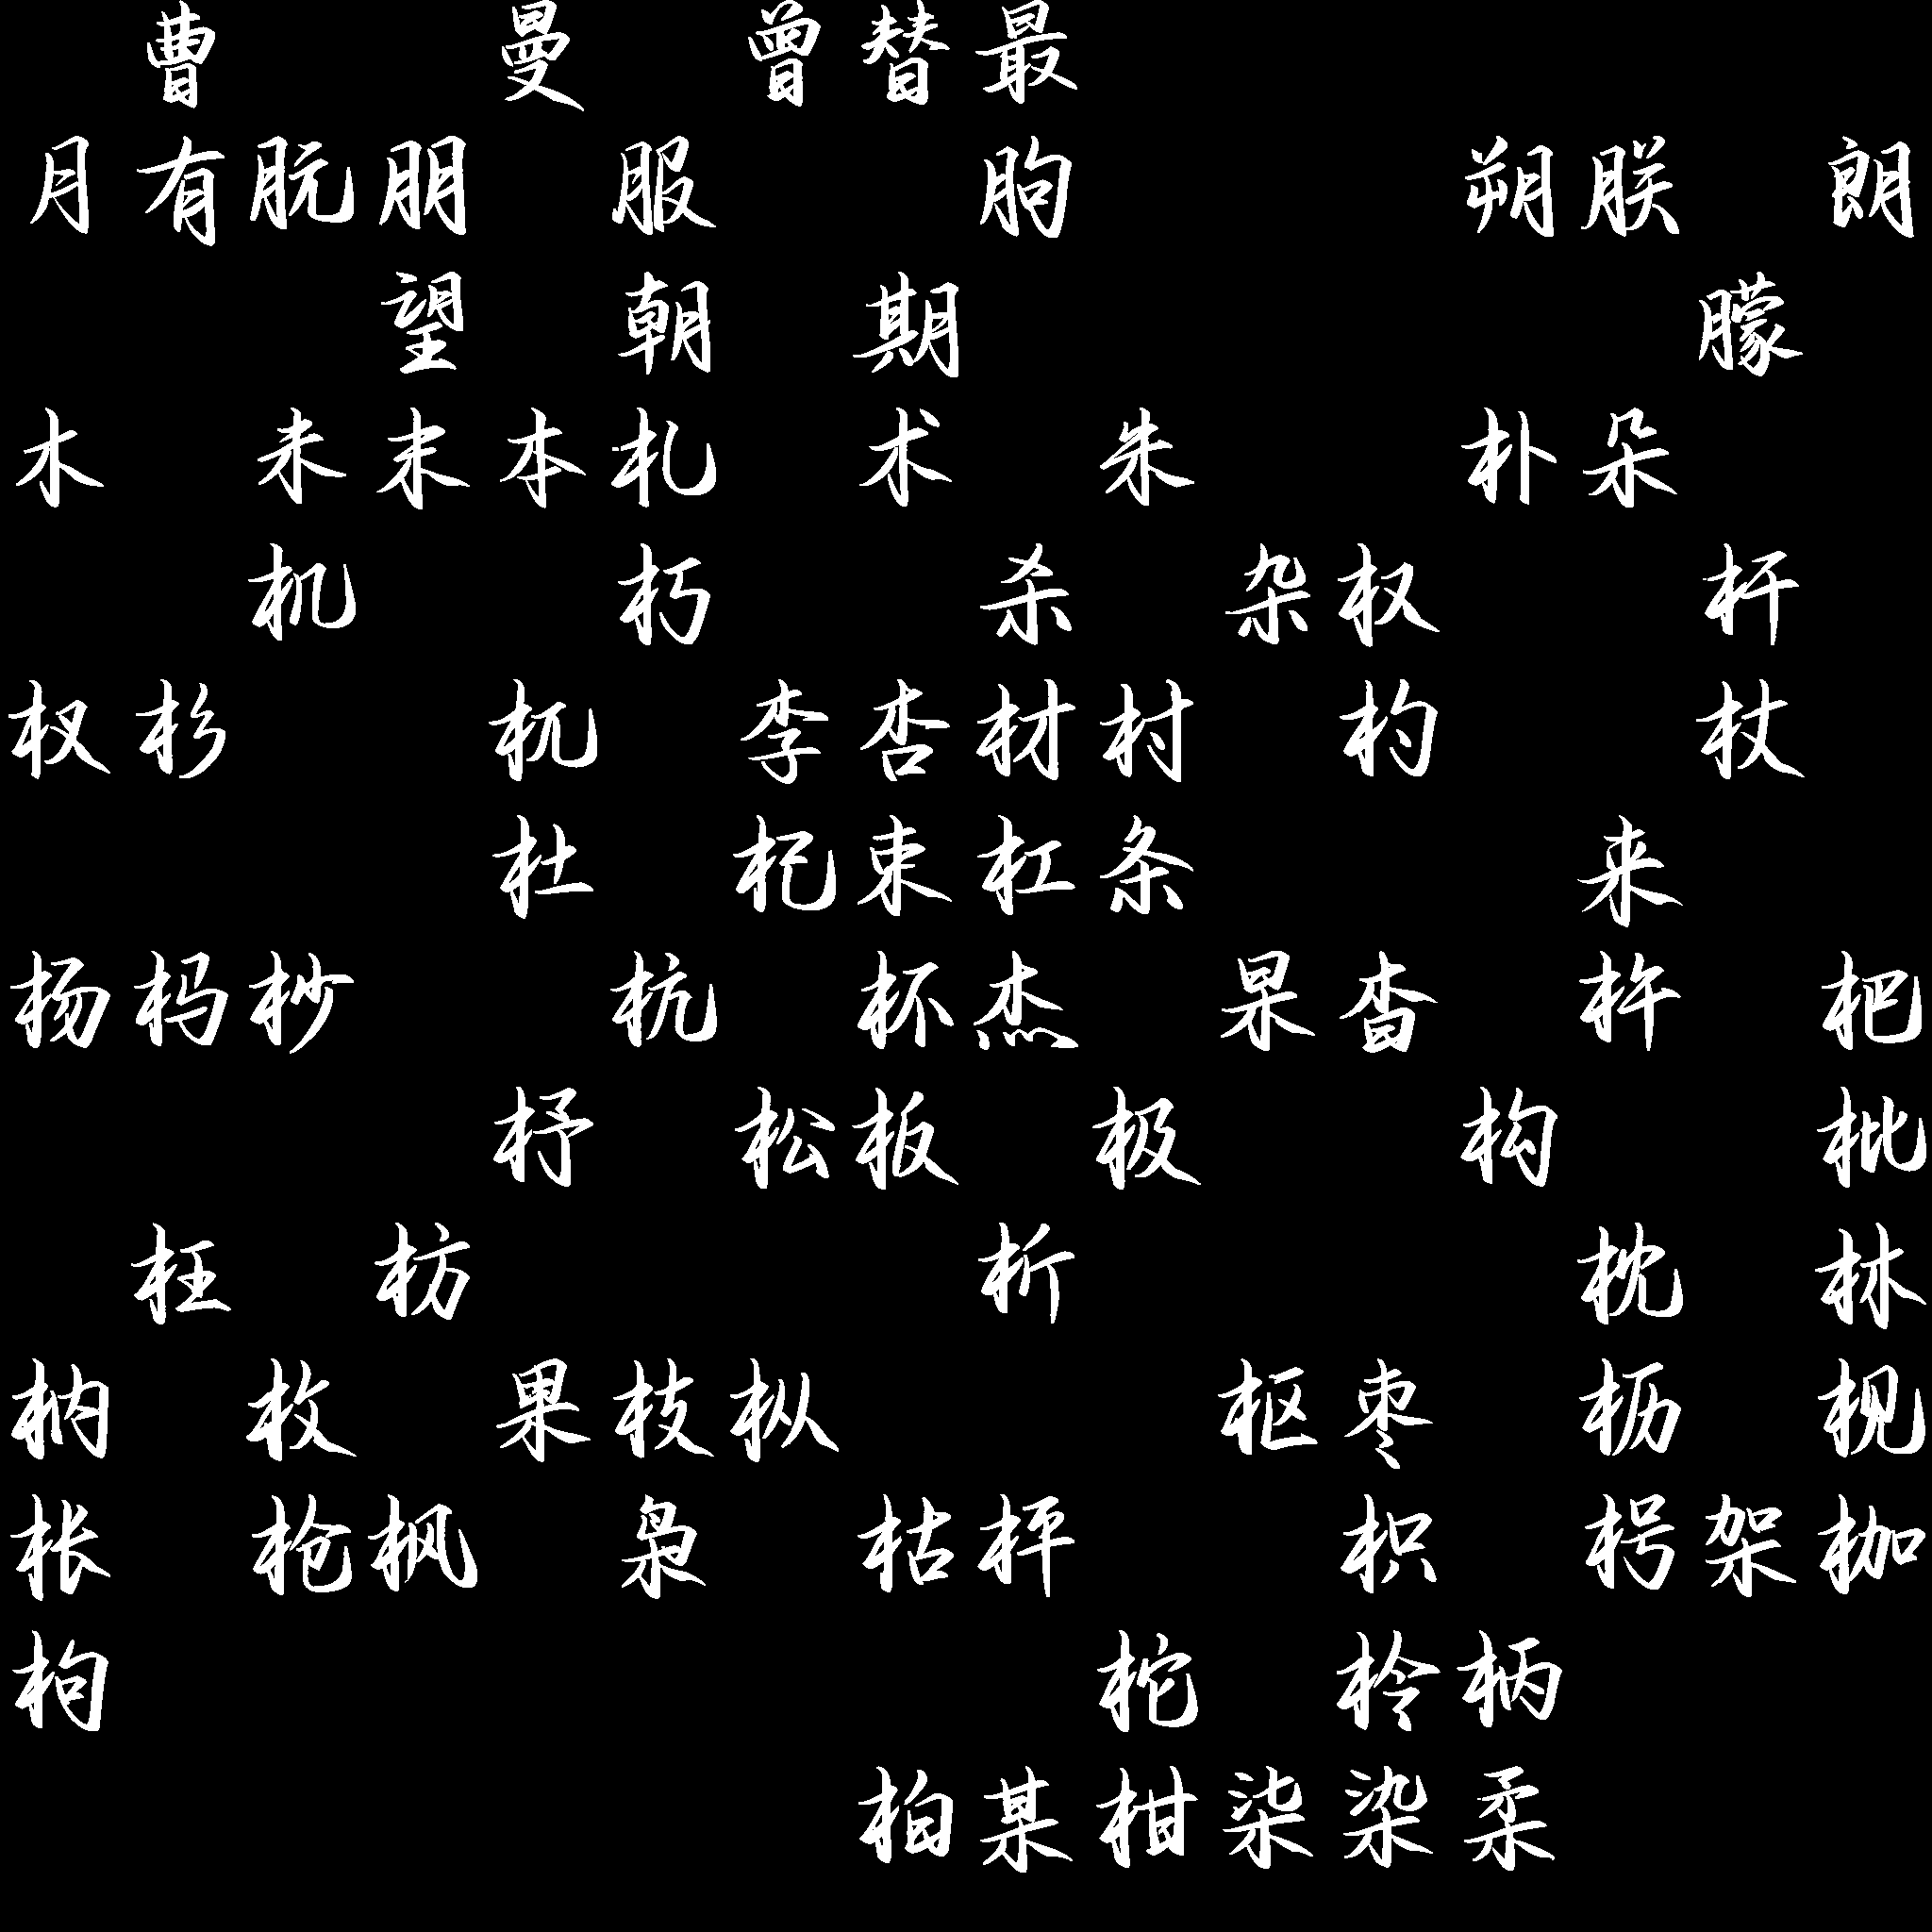 曹曼曾替最
月有朊朋服朐朔朕朗
望朝期朦
木未末本札术朱朴朵
机朽杀杂权杆
杈杉杌李杏材村杓杖
杜杞束杠条来
杨杩杪杭杯杰杲杳杵杷
杼松板极构枇
枉枋析枕林
枘枚果枝枞枢枣枥枧
枨枪枫枭枯枰枳枵架枷
枸柁柃柄
柏某柑柒染柔